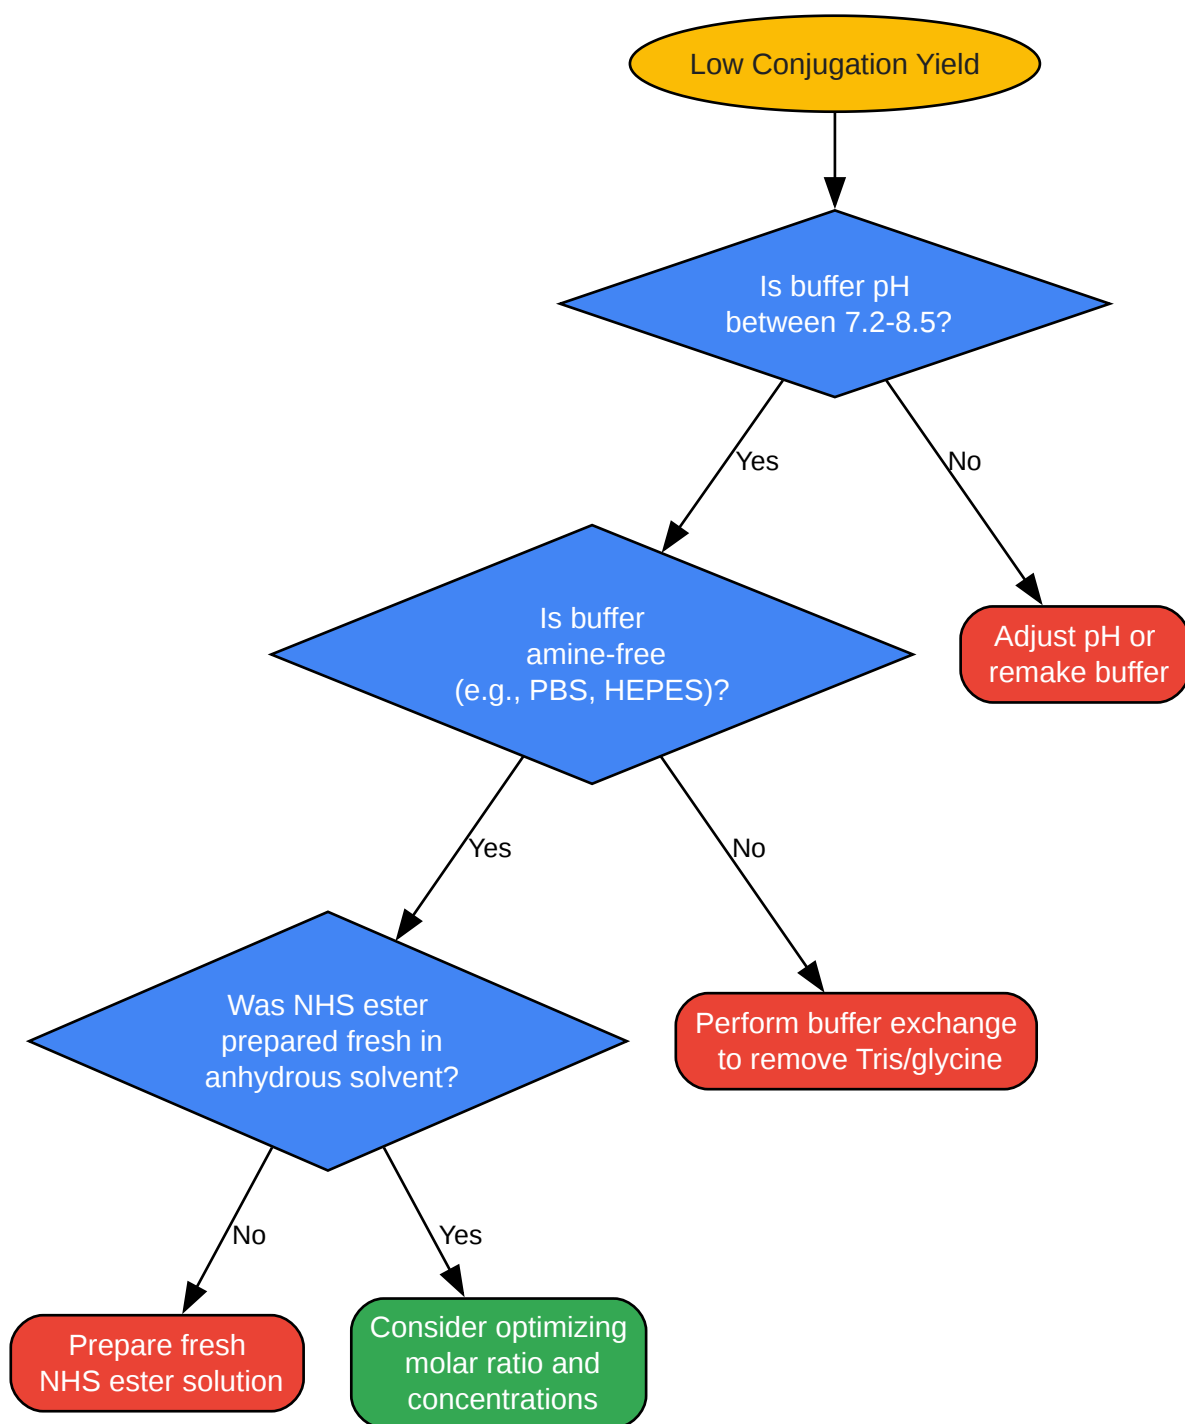 Low Conjugation Yield
Is buffer pH
between 7.2-8.5?
Yes
No
Is buffer
amine-free
(e.g., PBS, HEPES)?
Adjust pH or
remake buffer
Yes
No
Was NHS ester
prepared fresh in
anhydrous solvent?
Perform buffer exchange
to remove Tris/glycine
No
Yes
Prepare fresh
NHS ester solution
Consider optimizing
molar ratio and
concentrations